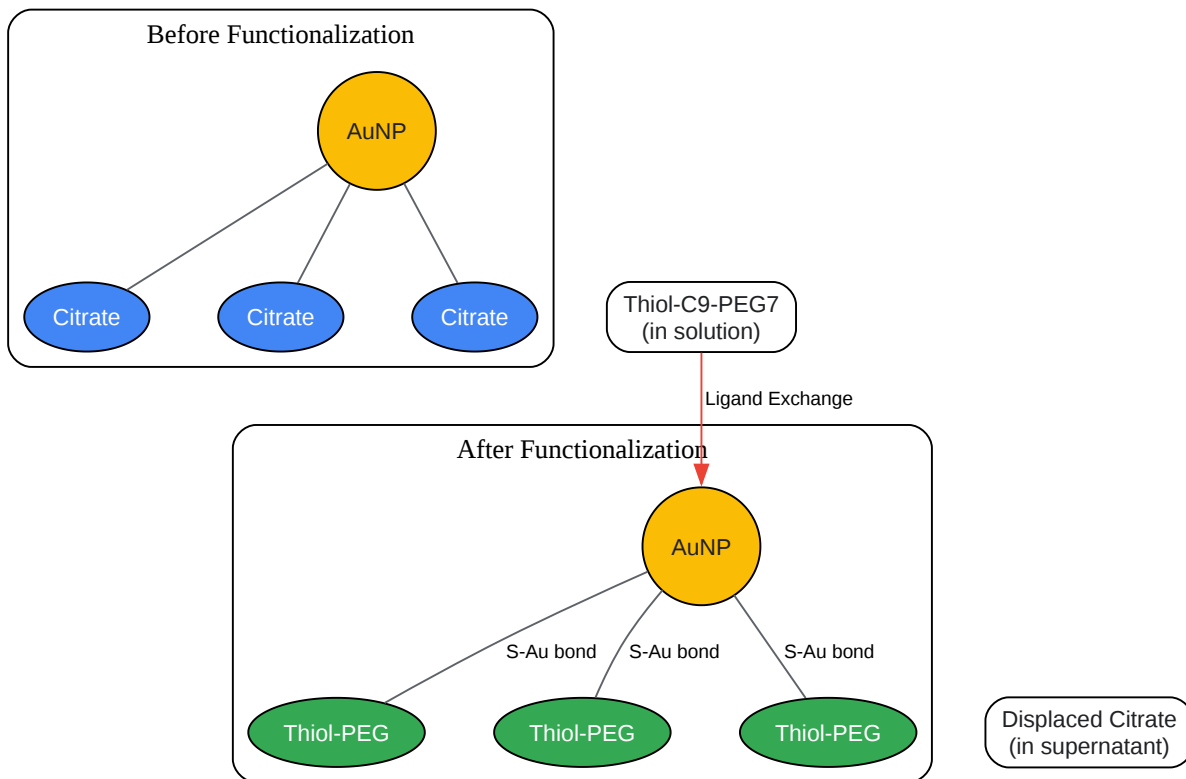 Before Functionalization
AuNP
Citrate
Citrate
Citrate
Thiol-C9-PEG7
(in solution)
Ligand Exchange
After Functionalization
AuNP
S-Au bond
S-Au bond
S-Au bond
Thiol-PEG
Thiol-PEG
Thiol-PEG
Displaced Citrate
(in supernatant)